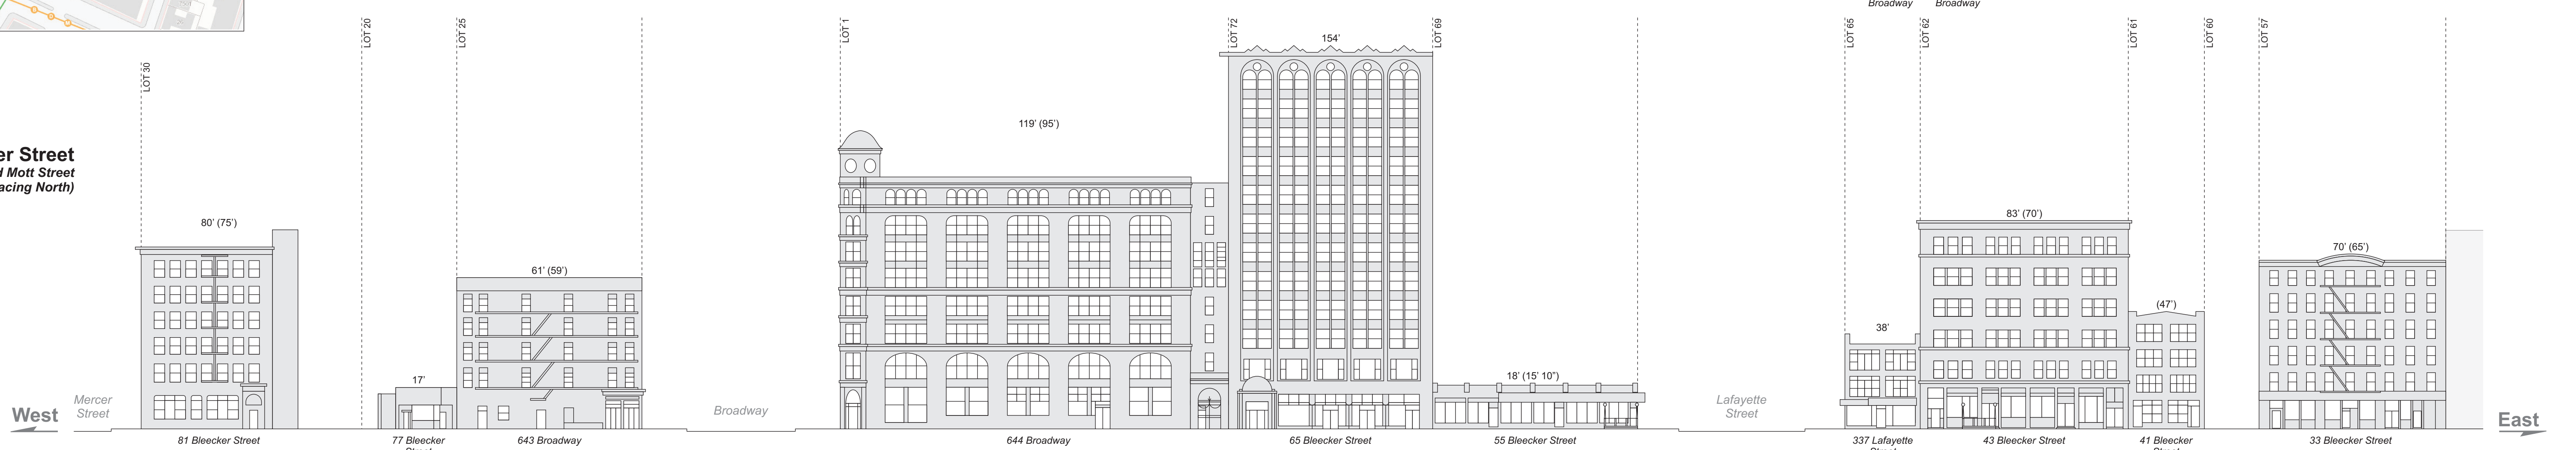 Broadway
Broadway
LOT 30
LOT 20
LOT 25
LOT 1
LOT 72
LOT 69
LOT 65
LOT 62
LOT 61
LOT 60
LOT 57
154'
119' (95')
er Street
d Mott Street
acing North)
80' (75')
83' (70')
70' (65')
61' (59')
(47')
38'
17'
18' (15' 10")
Mercer
Street
Broadway
Lafayette
Street
West
East
81 Bleecker Street
77 Bleecker
Street
643 Broadway
644 Broadway
65 Bleecker Street
55 Bleecker Street
337 Lafayette
Street
43 Bleecker Street
41 Bleecker
Street
33 Bleecker Street